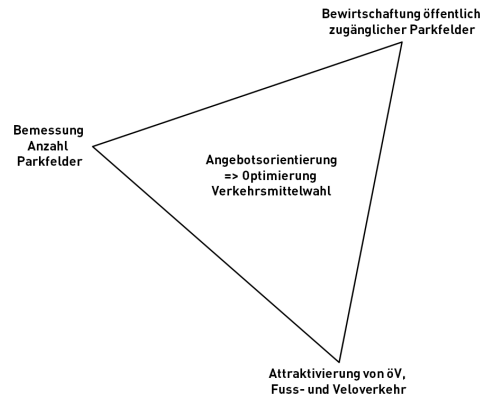 Bewirtschaftung öffentlich
zugänglicher Parkfelder
Bemessung
Anzahl
Parkfelder
Angebotsorientierung
=> Optimierung
Verkehrsmittelwahl
Attraktivierung von öV,
Fuss- und Veloverkehr